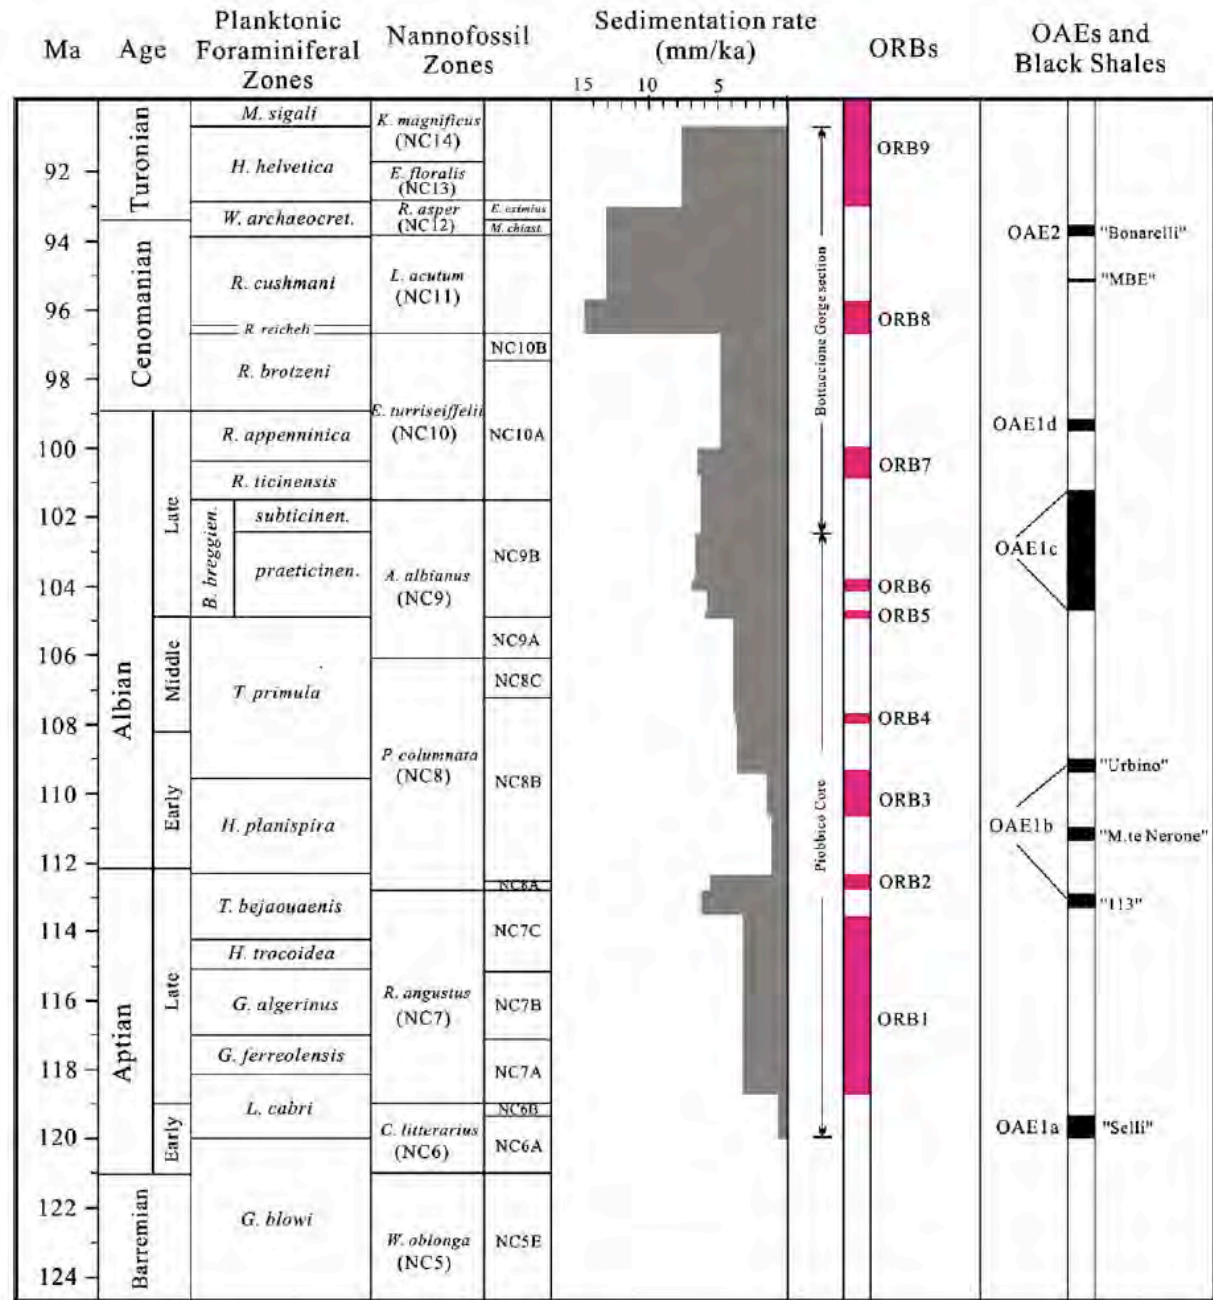 Ma
Age
Planktonic
Foraminiferal
Zones
Nannofossil
Zones
Sedimentation rate
(mm/ka)
15 10 5
ORBs
OAEs and
Black Shales
92
94
96
98
100
102
104
106
108
110
112
114
116
118
120
122
124
Turonian
Cenomanian
Albian
Aptian
Barremian
Late
Middle
Early
Late
Early
M. sigali
H. helvetica
W. archaeocret.
R. cushmani
R. reicheli
R. brotzeni
R. appenninica
R. ticinensis
B. breggien.
subticinen.
praeticinen.
T. primula
H. planispira
T. bejaouaenis
H. trocoidea
G. algerinus
G. ferreolensis
L. cabri
G. blowi
K. magnificus
(NC14)
E. floralis
(NC13)
R. asper
(NC12)
L. acutum
(NC11)
E. turriseiffelii
(NC10)
A. albianus
(NC9)
P. columnata
(NC8)
R. angustus
(NC7)
C. litterarius
(NC6)
W. oblonga
(NC5)
E. eximius
M. chiast.
NC10B
NC10A
NC9B
NC9A
NC8C
NC8B
NC8A
NC7C
NC7B
NC7A
NC6B
NC6A
NC5E
Bottaccione Gorge section
Piobbico Core
ORB9
ORB8
ORB7
ORB6
ORB5
ORB4
ORB3
ORB2
ORB1
OAE2 "Bonarelli"
"MBE"
OAE1d
OAE1c
"Urbino"
OAE1b
"M.te Nerone"
"113"
OAE1a "Selli"